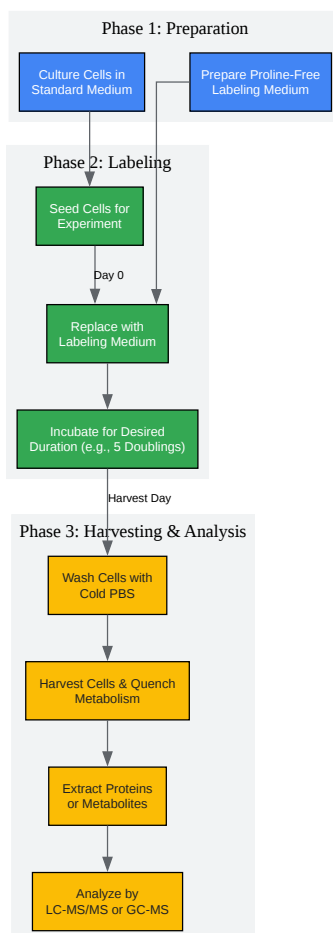 Phase 1: Preparation
Culture Cells in
Standard Medium
Prepare Proline-Free
Labeling Medium
Phase 2: Labeling
Seed Cells for
Experiment
Day 0
Replace with
Labeling Medium
Incubate for Desired
Duration (e.g., 5 Doublings)
Harvest Day
Phase 3: Harvesting & Analysis
Wash Cells with
Cold PBS
Harvest Cells & Quench
Metabolism
Extract Proteins
or Metabolites
Analyze by
LC-MS/MS or GC-MS